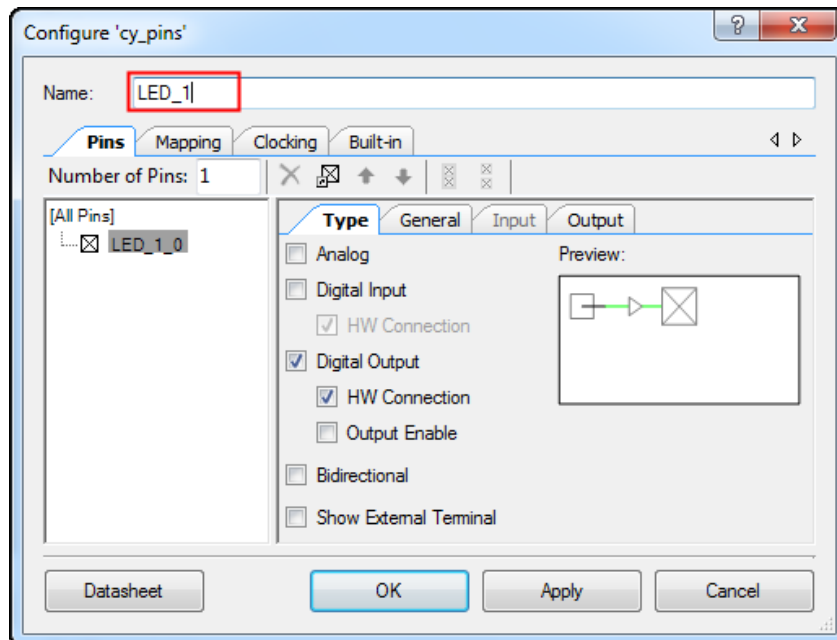 Configure 'cy_pins'
Name: LED_1
Pins Mapping Clocking Built-in
Number of Pins: 1
[All Pins]
LED_1_0
Type General Input Output
Analog
Preview:
Digital Input
HW Connection
Digital Output
HW Connection
Output Enable
Bidirectional
Show External Terminal
Datasheet OK Apply Cancel